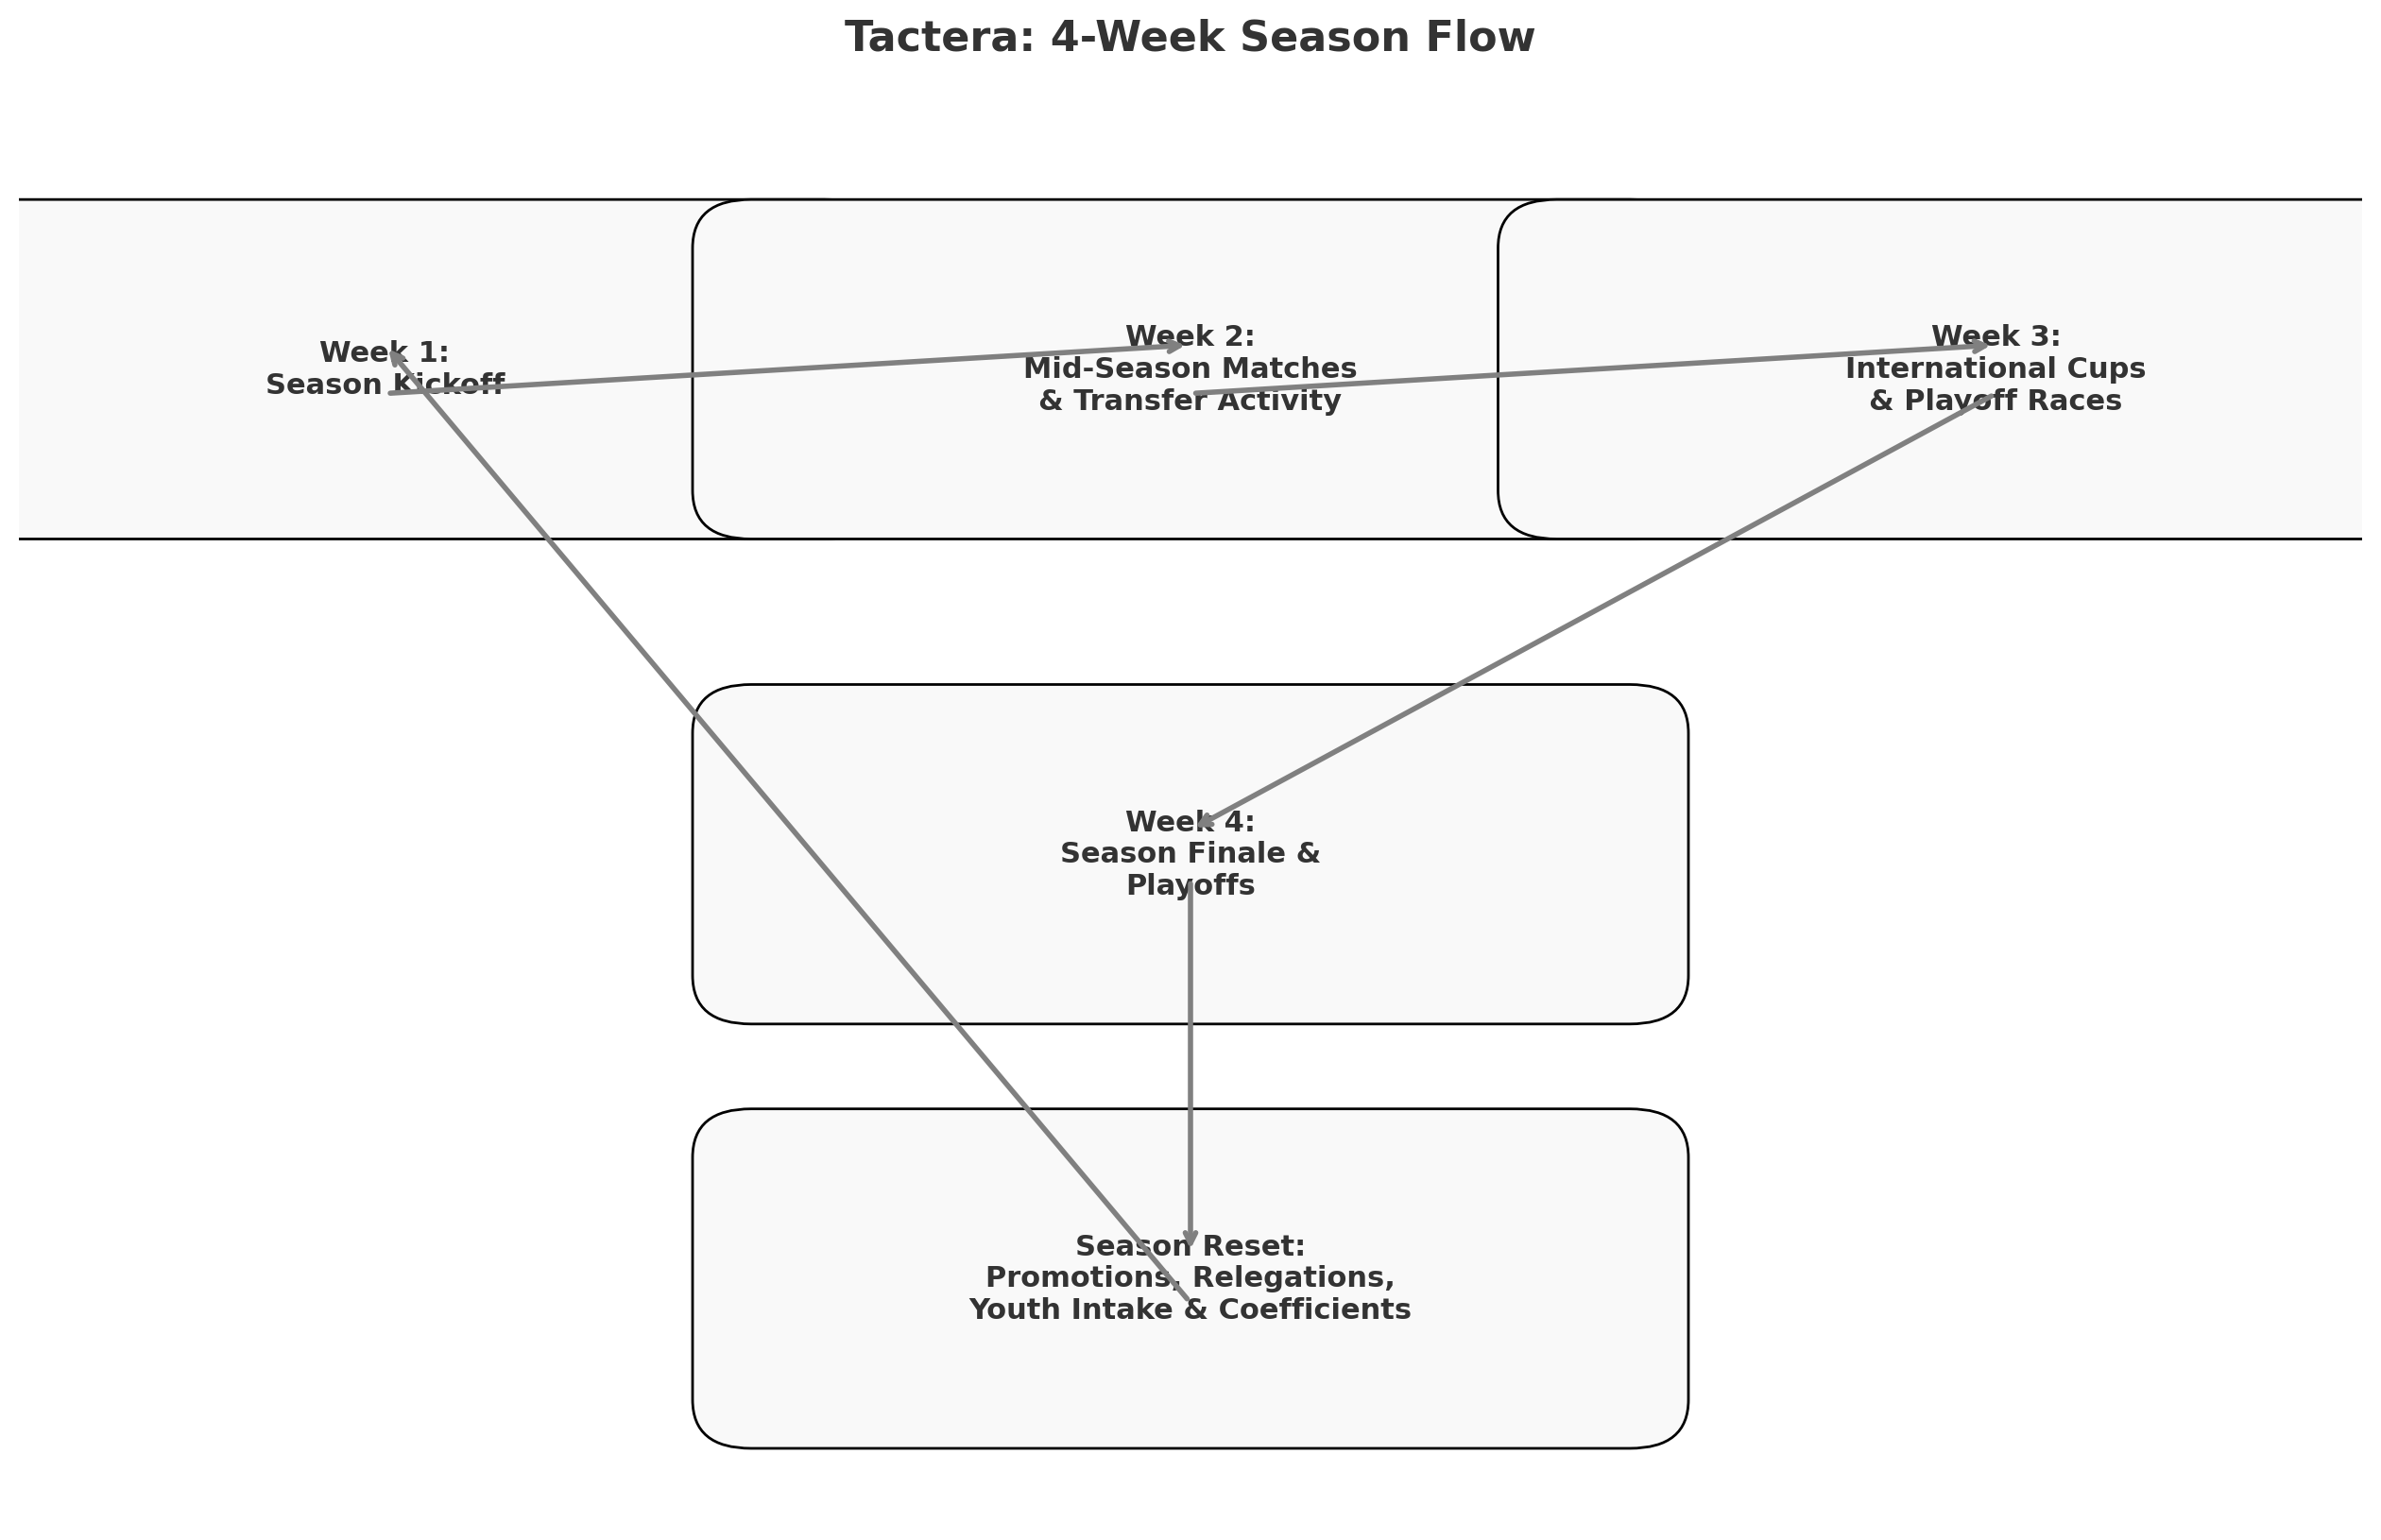 Tactera: 4-Week Season Flow
Week 1:
Season Kickoff
Week 2:
Mid-Season Matches
& Transfer Activity
Week 3:
International Cups
& Playoff Races
Week 4:
Season Finale &
Playoffs
Season Reset:
Promotions, Relegations,
Youth Intake & Coefficients